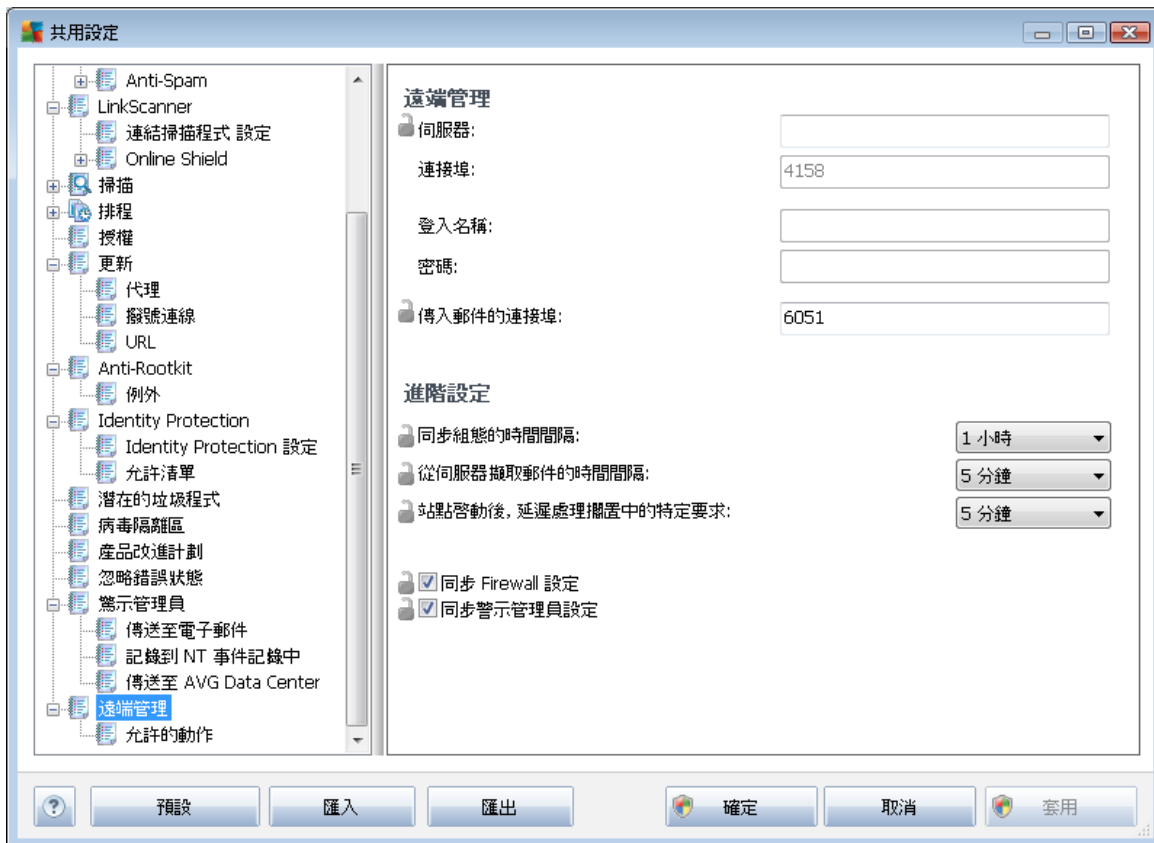 共用設定
Anti-Spam
LinkScanner
連結掃描程式 設定
Online Shield
掃描
排程
授權
更新
代理
撥號連線
URL
Anti-Rootkit
例外
Identity Protection
Identity Protection 設定
允許清單
潛在的垃圾程式
病毒隔離區
產品改進計劃
忽略錯誤狀態
警示管理員
傳送至電子郵件
記錄到 NT 事件記錄中
傳送至 AVG Data Center
遠端管理
允許的動作
遠端管理
伺服器:
連接埠: 4158
登入名稱:
密碼:
傳入郵件的連接埠: 6051
進階設定
同步組態的時間間隔: 1 小時
從伺服器擷取郵件的時間間隔: 5 分鐘
站點啓動後, 延遲處理擱置中的特定要求: 5 分鐘
同步 Firewall 設定
同步警示管理員設定
? 預設 匯入 匯出 確定 取消 套用